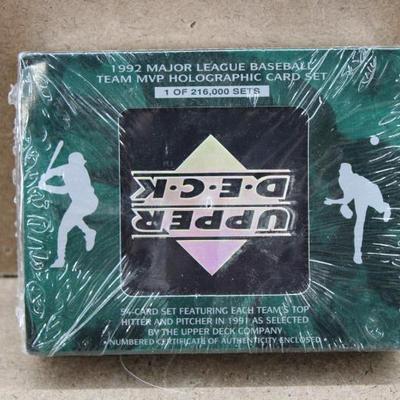 1992 MAJOR LEAGUE BASEBALL
TEAM MVP HOLOGRAPHIC CARD SET
1 OF 216,000 SETS
UPPER
D·E·C·K
54-CARD SET FEATURING EACH TEAM'S TOP
HITTER AND PITCHER IN 1991 AS SELECTED
BY THE UPPER DECK COMPANY
• NUMBERED CERTIFICATE OF AUTHENTICITY ENCLOSED •